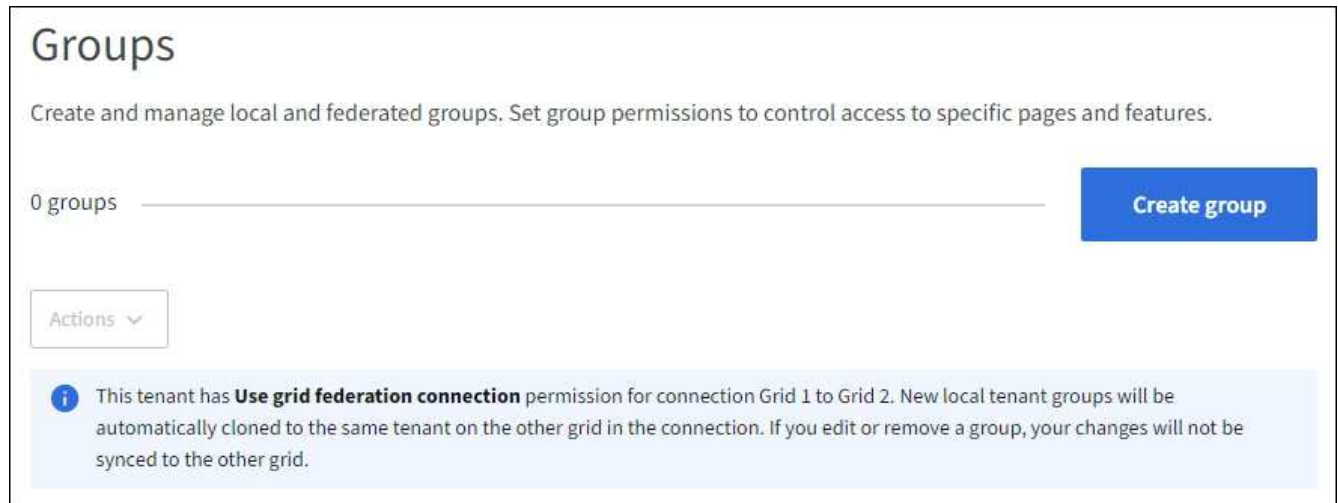 Groups
Create and manage local and federated groups. Set group permissions to control access to specific pages and features.
0 groups
Create group
Actions
This tenant has Use grid federation connection permission for connection Grid 1 to Grid 2. New local tenant groups will be
automatically cloned to the same tenant on the other grid in the connection. If you edit or remove a group, your changes will not be
synced to the other grid.